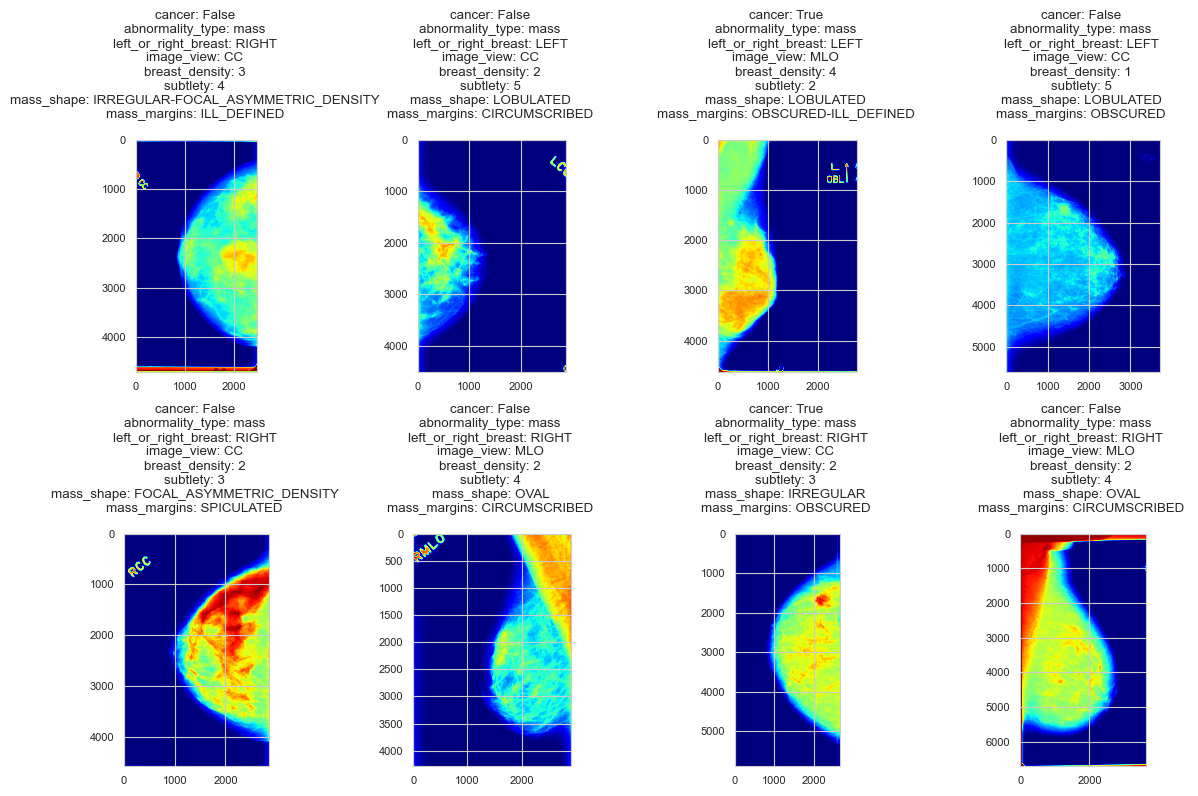 cancer: False
abnormality_type: mass
left_or_right_breast: RIGHT
image_view: CC
breast_density: 3
subtlety: 4
mass_shape: IRREGULAR-FOCAL_ASYMMETRIC_DENSITY
mass_margins: ILL_DEFINED
0
1000
2000
3000
4000
0
1000
2000
cancer: False
abnormality_type: mass
left_or_right_breast: LEFT
image_view: CC
breast_density: 2
subtlety: 5
mass_shape: LOBULATED
mass_margins: CIRCUMSCRIBED
0
1000
2000
3000
4000
0
1000
2000
cancer: True
abnormality_type: mass
left_or_right_breast: LEFT
image_view: MLO
breast_density: 4
subtlety: 2
mass_shape: LOBULATED
mass_margins: OBSCURED-ILL_DEFINED
L
OBL
0
1000
2000
3000
4000
0
1000
2000
cancer: False
abnormality_type: mass
left_or_right_breast: LEFT
image_view: CC
breast_density: 1
subtlety: 5
mass_shape: LOBULATED
mass_margins: OBSCURED
0
1000
2000
3000
4000
5000
0
1000
2000
3000
cancer: False
abnormality_type: mass
left_or_right_breast: RIGHT
image_view: CC
breast_density: 2
subtlety: 3
mass_shape: FOCAL_ASYMMETRIC_DENSITY
mass_margins: SPICULATED
RCC
0
1000
2000
3000
4000
0
1000
2000
cancer: False
abnormality_type: mass
left_or_right_breast: RIGHT
image_view: MLO
breast_density: 2
subtlety: 4
mass_shape: OVAL
mass_margins: CIRCUMSCRIBED
RMLO
0
500
1000
1500
2000
2500
3000
3500
4000
0
1000
2000
cancer: True
abnormality_type: mass
left_or_right_breast: RIGHT
image_view: CC
breast_density: 2
subtlety: 3
mass_shape: IRREGULAR
mass_margins: OBSCURED
0
1000
2000
3000
4000
5000
0
1000
2000
cancer: False
abnormality_type: mass
left_or_right_breast: RIGHT
image_view: MLO
breast_density: 2
subtlety: 4
mass_shape: OVAL
mass_margins: CIRCUMSCRIBED
0
1000
2000
3000
4000
5000
6000
0
2000